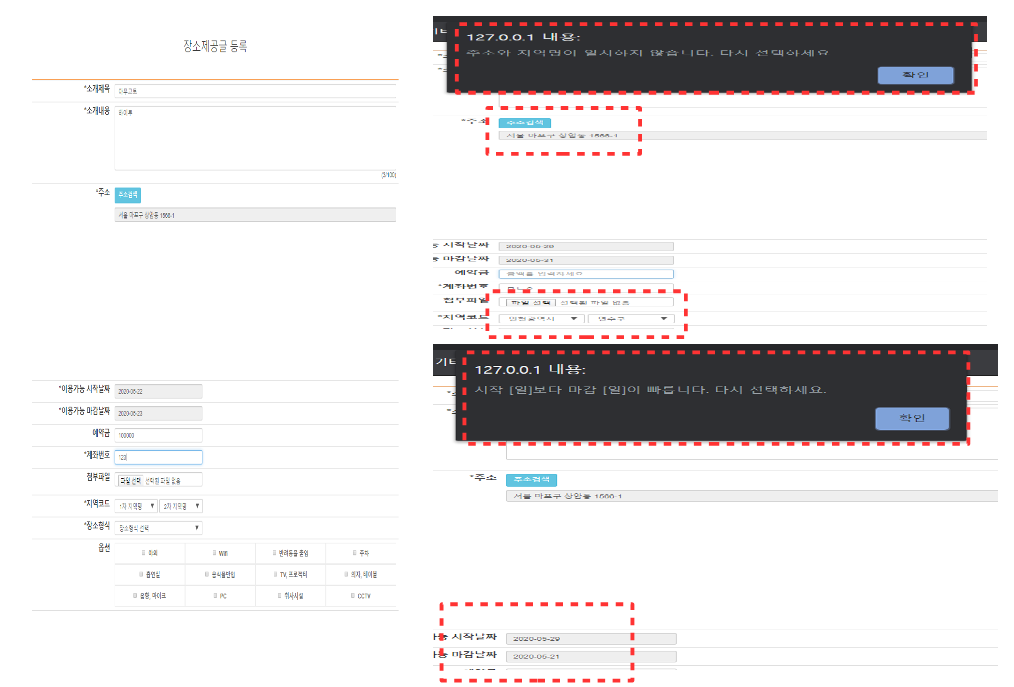 장소제공글 등록
*소개제목
*소개내용
(3/100)
*주소 주소검색
서울 마포구 상암동 1566-1
*이용가능 시작날짜 2020-05-22
*이용가능 마감날짜 2020-05-23
예약금 100000
*계좌번호 123
첨부파일 파일 선택 선택된 파일 없음
*지역코드 1차 지역명 2차 지역명
*장소형식 장소형식 선택
옵션 Wifi 반려동물 동반 주차
흡연실 음식물반입 TV, 프로젝터 의자, 테이블
음향, 마이크 PC 취사시설 CCTV
127.0.0.1 내용:
주소와 지역명이 일치하지 않습니다. 다시 선택하세요
확인
*주소 주소검색
서울 마포구 상암동 1566-1
시작날짜 2020-05-29
마감날짜 2020-05-31
예약금 금액을 입력하세요
*계좌번호
첨부파일 파일 선택 선택된 파일 없음
*지역코드 인천광역시 연수구
127.0.0.1 내용:
시작 [일]보다 마감 [일]이 빠릅니다. 다시 선택하세요.
확인
*주소 주소검색
서울 마포구 상암동 1566-1
능 시작날짜 2020-05-29
능 마감날짜 2020-05-21